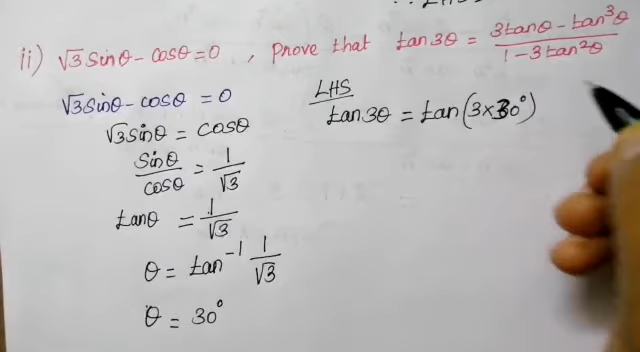 ii) √3 Sinθ - cosθ = 0 , Prove that tan3θ = (3tanθ - tan³θ)/(1 - 3tan²θ)
√3Sinθ - cosθ = 0
√3Sinθ = cosθ
Sinθ/cosθ = 1/√3
tanθ = 1/√3
θ = tan⁻¹ 1/√3
θ = 30°
LHS
tan3θ = tan(3×30°)